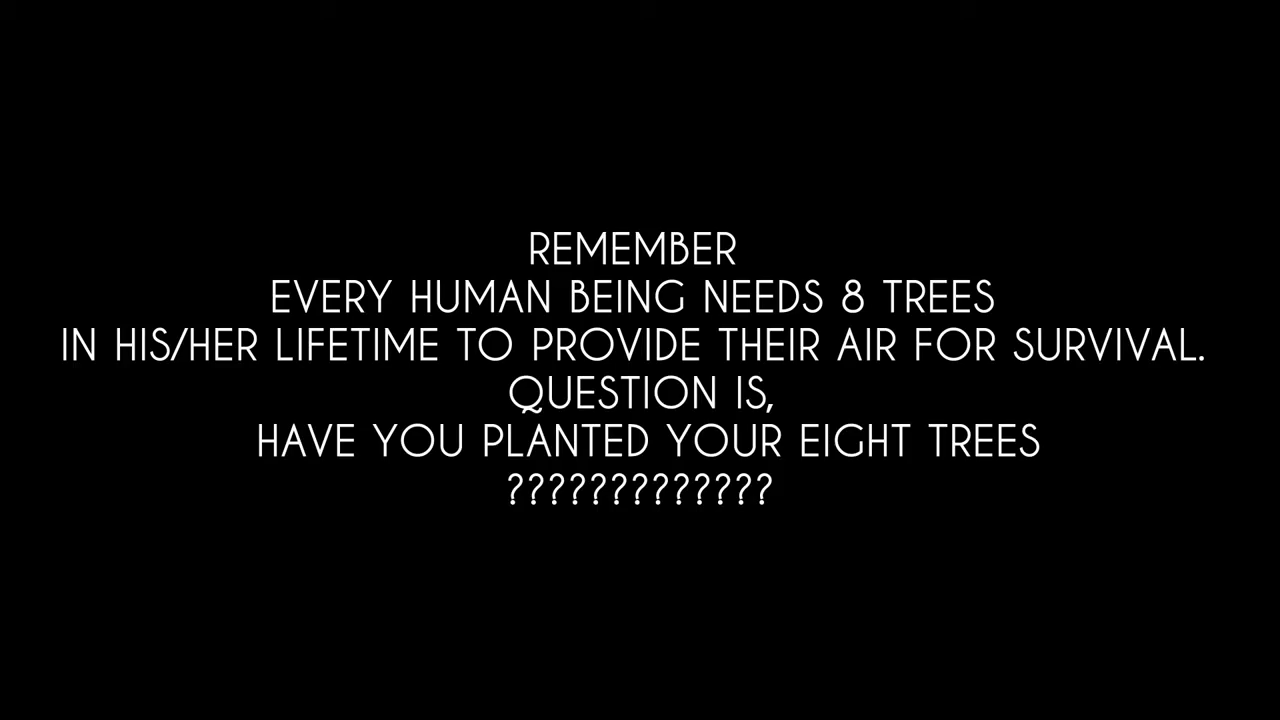 REMEMBER
EVERY HUMAN BEING NEEDS 8 TREES
IN HIS/HER LIFETIME TO PROVIDE THEIR AIR FOR SURVIVAL.
QUESTION IS,
HAVE YOU PLANTED YOUR EIGHT TREES
?????????????